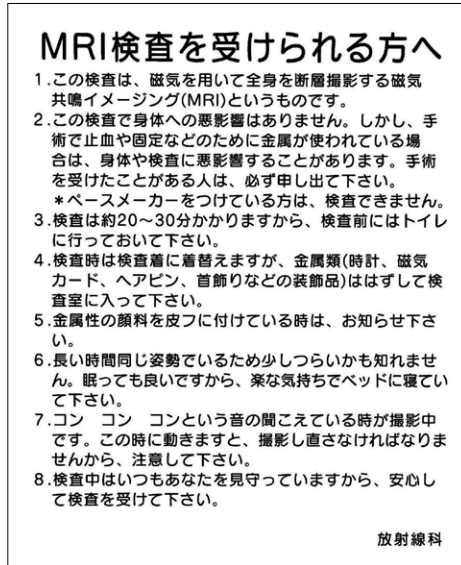 MRI検査を受けられる方へ
1.この検査は、磁気を用いて全身を断層撮影する磁気
共鳴イメージング(MRI)というものです。
2.この検査で身体への悪影響はありません。しかし、手
術で止血や固定などのために金属が使われている場
合は、身体や検査に悪影響することがあります。手術
を受けたことがある人は、必ず申し出て下さい。
*ペースメーカーをつけている方は、検査できません。
3.検査は約20〜30分かかりますから、検査前にはトイレ
に行っておいて下さい。
4.検査時は検査着に着替えますが、金属類(時計、磁気
カード、ヘアピン、首飾りなどの装飾品)ははずして検
査室に入って下さい。
5.金属性の顔料を皮フに付けている時は、お知らせ下さ
い。
6.長い時間同じ姿勢でいるため少しつらいかも知れませ
ん。眠っても良いですから、楽な気持ちでベッドに寝てい
て下さい。
7.コン　コン　コンという音の聞こえている時が撮影中
です。この時に動きますと、撮影し直さなければなりま
せんから、注意して下さい。
8.検査中はいつもあなたを見守っていますから、安心し
て検査を受けて下さい。
放射線科